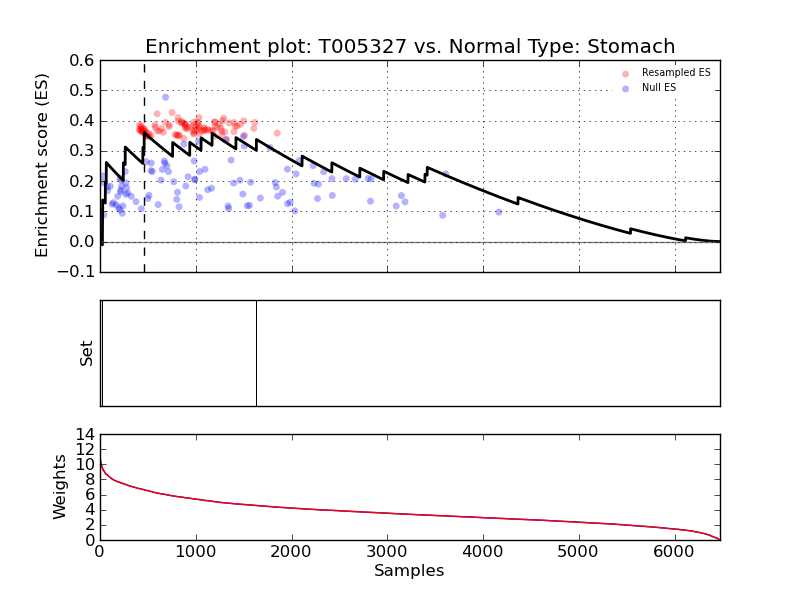 Enrichment plot: T005327 vs. Normal Type: Stomach
Enrichment score (ES)
0.6
0.5
0.4
0.3
0.2
0.1
0.0
−0.1
Resampled ES
Null ES
Set
Weights
14
12
10
8
6
4
2
0
0 1000 2000 3000 4000 5000 6000
Samples